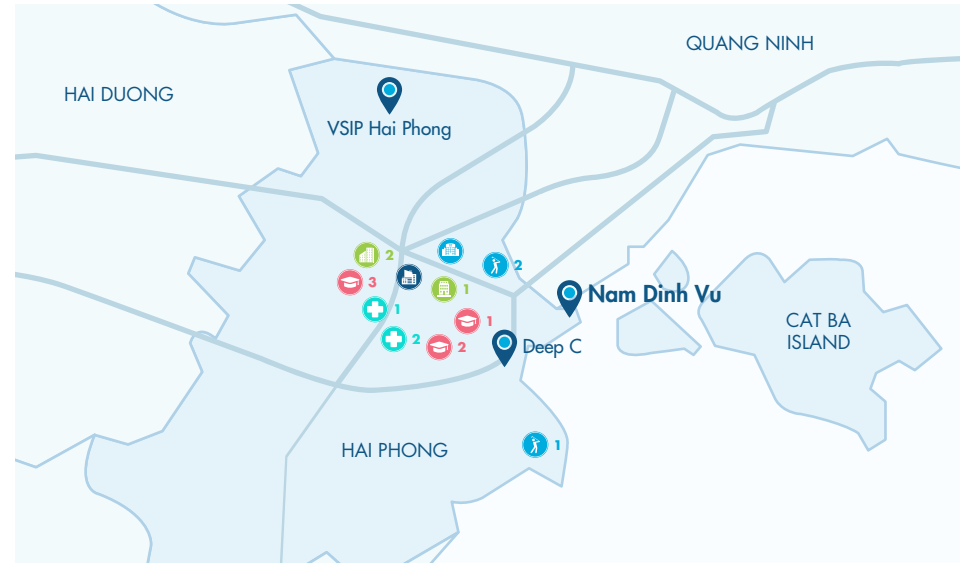 QUANG NINH
HAI DUONG
VSIP Hai Phong
2
2
3
1
Nam Dinh Vu
1
1
CAT BA
ISLAND
2
2
Deep C
HAI PHONG
1